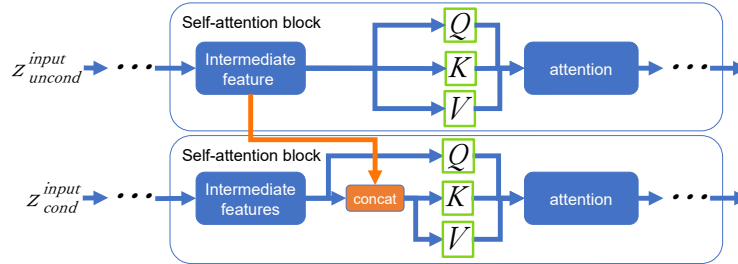 Self-attention block
z^{input}_{uncond}
• • •
Intermediate
feature
Q
K
V
attention
• • •
Self-attention block
z^{input}_{cond}
• • •
Intermediate
features
concat
Q
K
V
attention
• • •